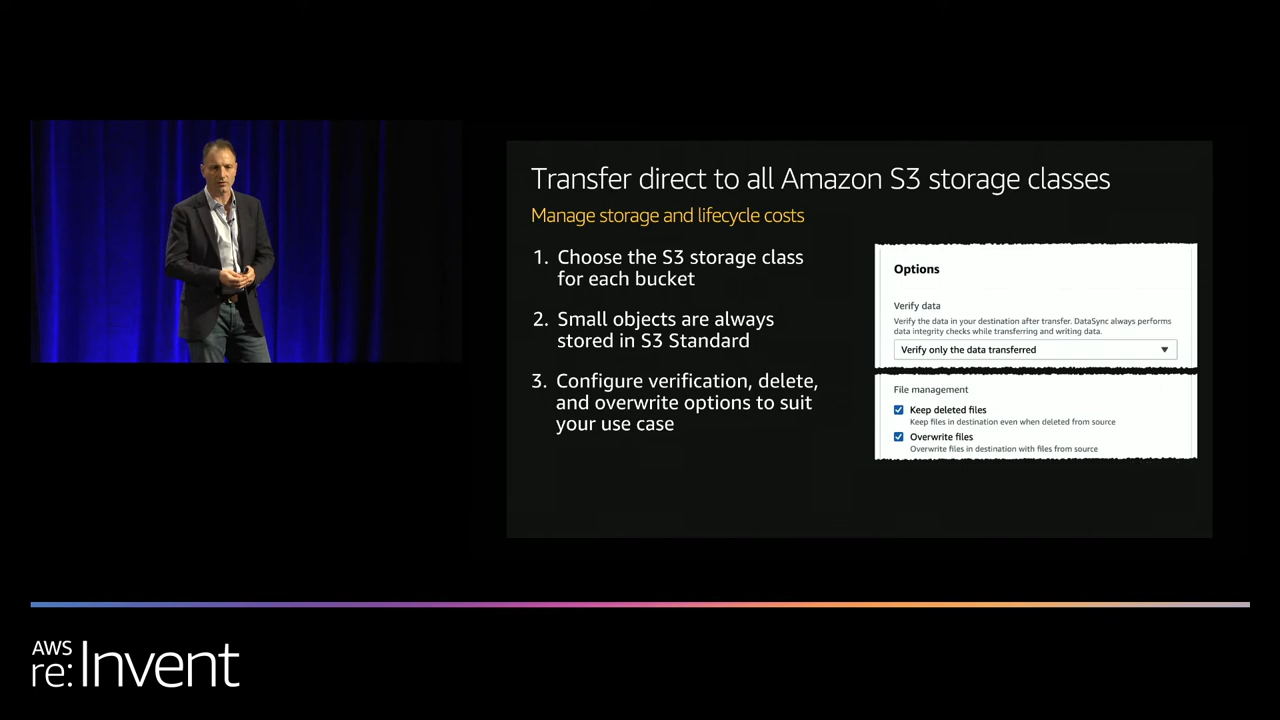 Transfer direct to all Amazon S3 storage classes
Manage storage and lifecycle costs
1. Choose the S3 storage class
for each bucket
2. Small objects are always
stored in S3 Standard
3. Configure verification, delete,
and overwrite options to suit
your use case
Options
Verify data
Verify the data in your destination after transfer. DataSync always performs
data integrity checks while transferring and writing data.
Verify only the data transferred
File management
Keep deleted files
Keep files in destination even when deleted from source
Overwrite files
Overwrite files in destination with files from source
AWS
re:Invent